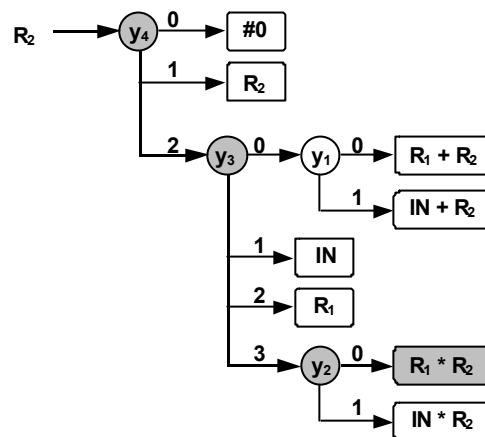 R₂ y₄ 0 #0
1 R₂
2 y₃ 0 y₁ 0 R₁ + R₂
1 IN + R₂
1 IN
2 R₁
3 y₂ 0 R₁ * R₂
1 IN * R₂